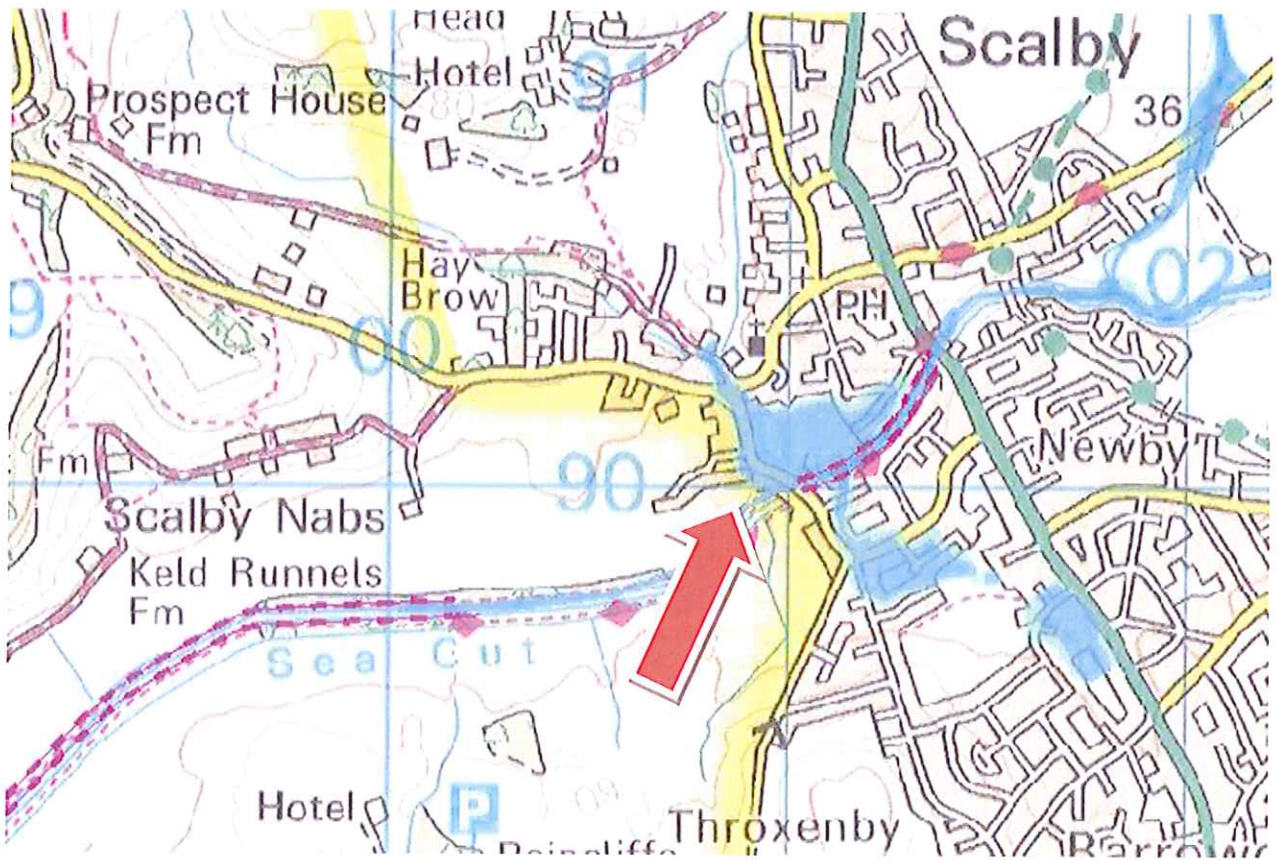 Head
Scalby
Hotel
91
Prospect House
Fm
36
Hay
Brow
9
02
PH
00
Newby
Fm
90
Scalby Nabs
Keld Runnels
Fm
Sea Cut
Hotel
P
Throxenby